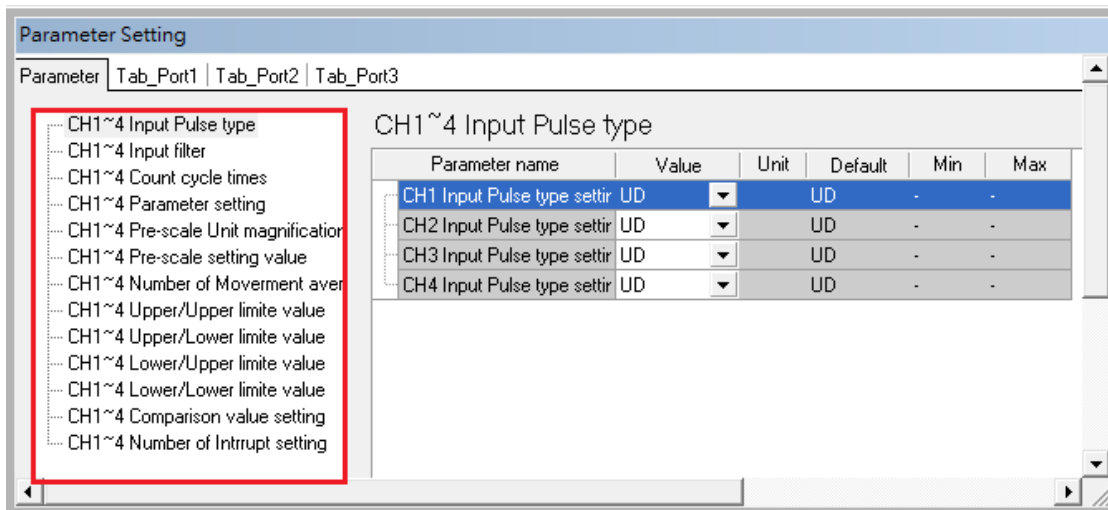 Parameter Setting
Parameter Tab_Port1 Tab_Port2 Tab_Port3
CH1~4 Input Pulse type
CH1~4 Input filter
CH1~4 Count cycle times
CH1~4 Parameter setting
CH1~4 Pre-scale Unit magnification
CH1~4 Pre-scale setting value
CH1~4 Number of Moverment aver
CH1~4 Upper/Upper limite value
CH1~4 Upper/Lower limite value
CH1~4 Lower/Upper limite value
CH1~4 Lower/Lower limite value
CH1~4 Comparison value setting
CH1~4 Number of Intrrupt setting
CH1~4 Input Pulse type
Parameter name Value Unit Default Min Max
CH1 Input Pulse type settir UD UD - -
CH2 Input Pulse type settir UD UD - -
CH3 Input Pulse type settir UD UD - -
CH4 Input Pulse type settir UD UD - -